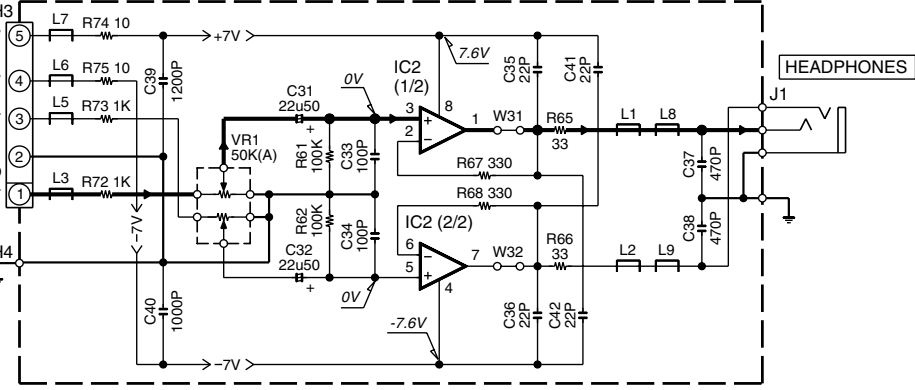 H3
L7
R74 10
5
+7V
7.6V
C35
22P
C41
22P
HEADPHONES
L6
R75 10
4
C39
1200P
0V
IC2
(1/2)
J1
L5
R73 1K
3
C31
22u50
+
3
8
1
W31
R65
33
L1
L8
2
VR1
50K(A)
R61
100K
C33
100P
+
2
−
R67 330
C37
470P
L3
R72 1K
1
R68 330
−7V
R62
100K
C34
100P
IC2 (2/2)
C38
470P
H4
C32
22u50
+
6
−
5
+
7
W32
R66
33
L2
L9
4
0V
C40
1000P
-7.6V
C36
22P
C42
22P
−7V